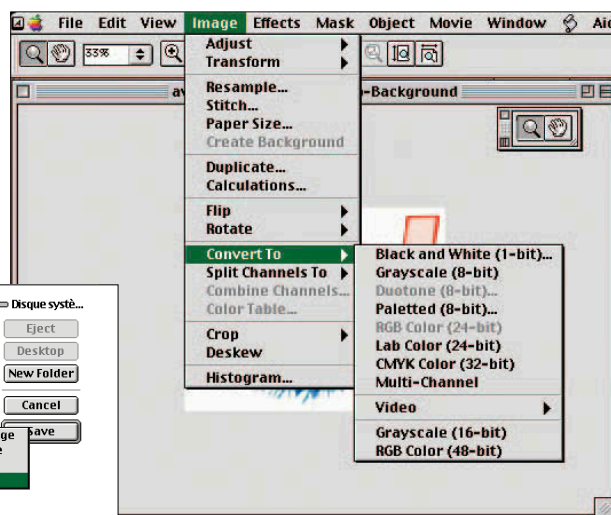 File Edit View Image Effects Mask Object Movie Window
33%
-Background
Adjust
Transform
Resample...
Stitch...
Paper Size...
Create Background
Duplicate...
Calculations...
Flip
Rotate
Convert To
Split Channels To
Combine Channels...
Color Table...
Crop
Deskew
Histogram...
Black and White (1-bit)...
Grayscale (8-bit)
Duotone (8-bit)...
Paletted (8-bit)...
RGB Color (24-bit)
Lab Color (24-bit)
CMYK Color (32-bit)
Multi-Channel
Video
Grayscale (16-bit)
RGB Color (48-bit)
Disque systè...
Eject
Desktop
New Folder
Cancel
Save